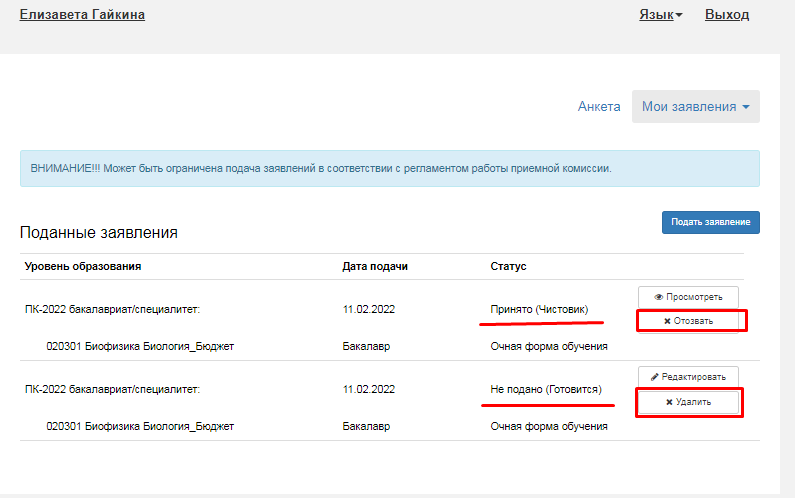 Елизавета Гайкина Язык Выход
Анкета Мои заявления
ВНИМАНИЕ!!! Может быть ограничена подача заявлений в соответствии с регламентом работы приемной комиссии.
Подать заявление
Поданные заявления
Уровень образования Дата подачи Статус
Просмотреть
ПК-2022 бакалавриат/специалитет: 11.02.2022 Принято (Чистовик)
Отозвать
020301 Биофизика Биология_Бюджет Бакалавр Очная форма обучения
Редактировать
ПК-2022 бакалавриат/специалитет: 11.02.2022 Не подано (Готовится)
Удалить
020301 Биофизика Биология_Бюджет Бакалавр Очная форма обучения